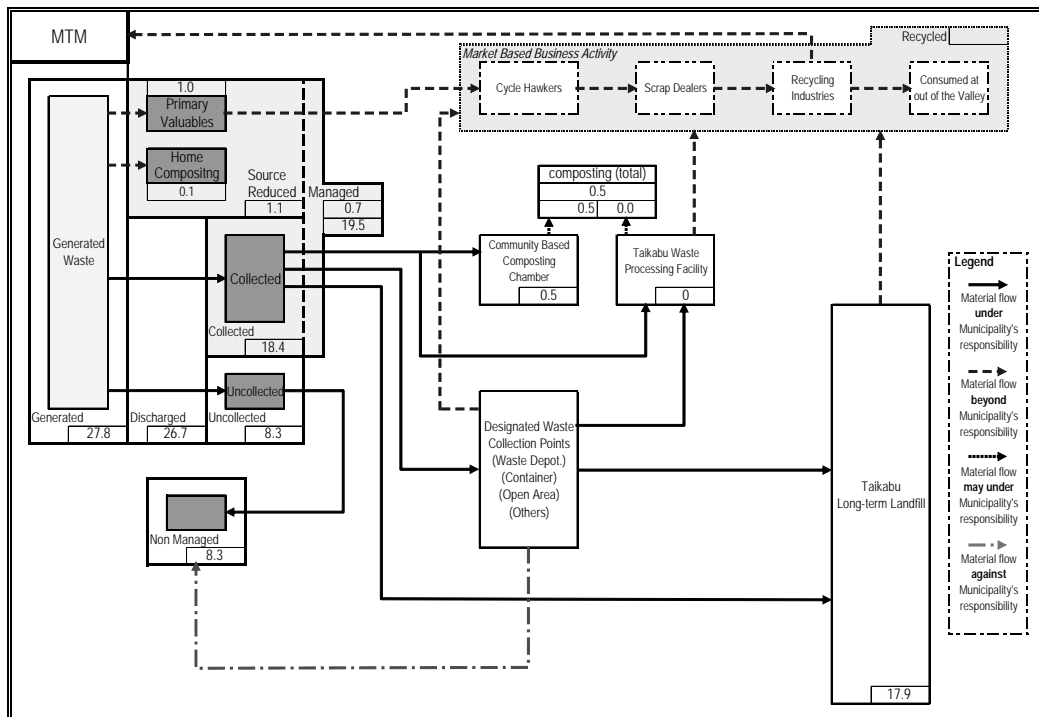 MTM
Recycled
Market Based Business Activity
Cycle Hawkers
Scrap Dealers
Recycling
Industries
Consumed at
out of the Valley
1.0
Primary
Valuables
Home
Compositng
0.1
Source
Reduced
1.1
Managed
0.7
19.5
composting (total)
0.5
0.5
0.0
Generated
Waste
Collected
Collected
18.4
Community Based
Composting
Chamber
0.5
Taikabu Waste
Processing Facility
0
Uncollected
Generated
27.8
Discharged
26.7
Uncollected
8.3
Designated Waste
Collection Points
(Waste Depot.)
(Container)
(Open Area)
(Others)
Non Managed
8.3
Taikabu
Long-term Landfill
17.9
Legend
Material flow
under
Municipality's
responsibility
Material flow
beyond
Municipality's
responsibility
Material flow
may under
Municipality's
responsibility
Material flow
against
Municipality's
responsibility